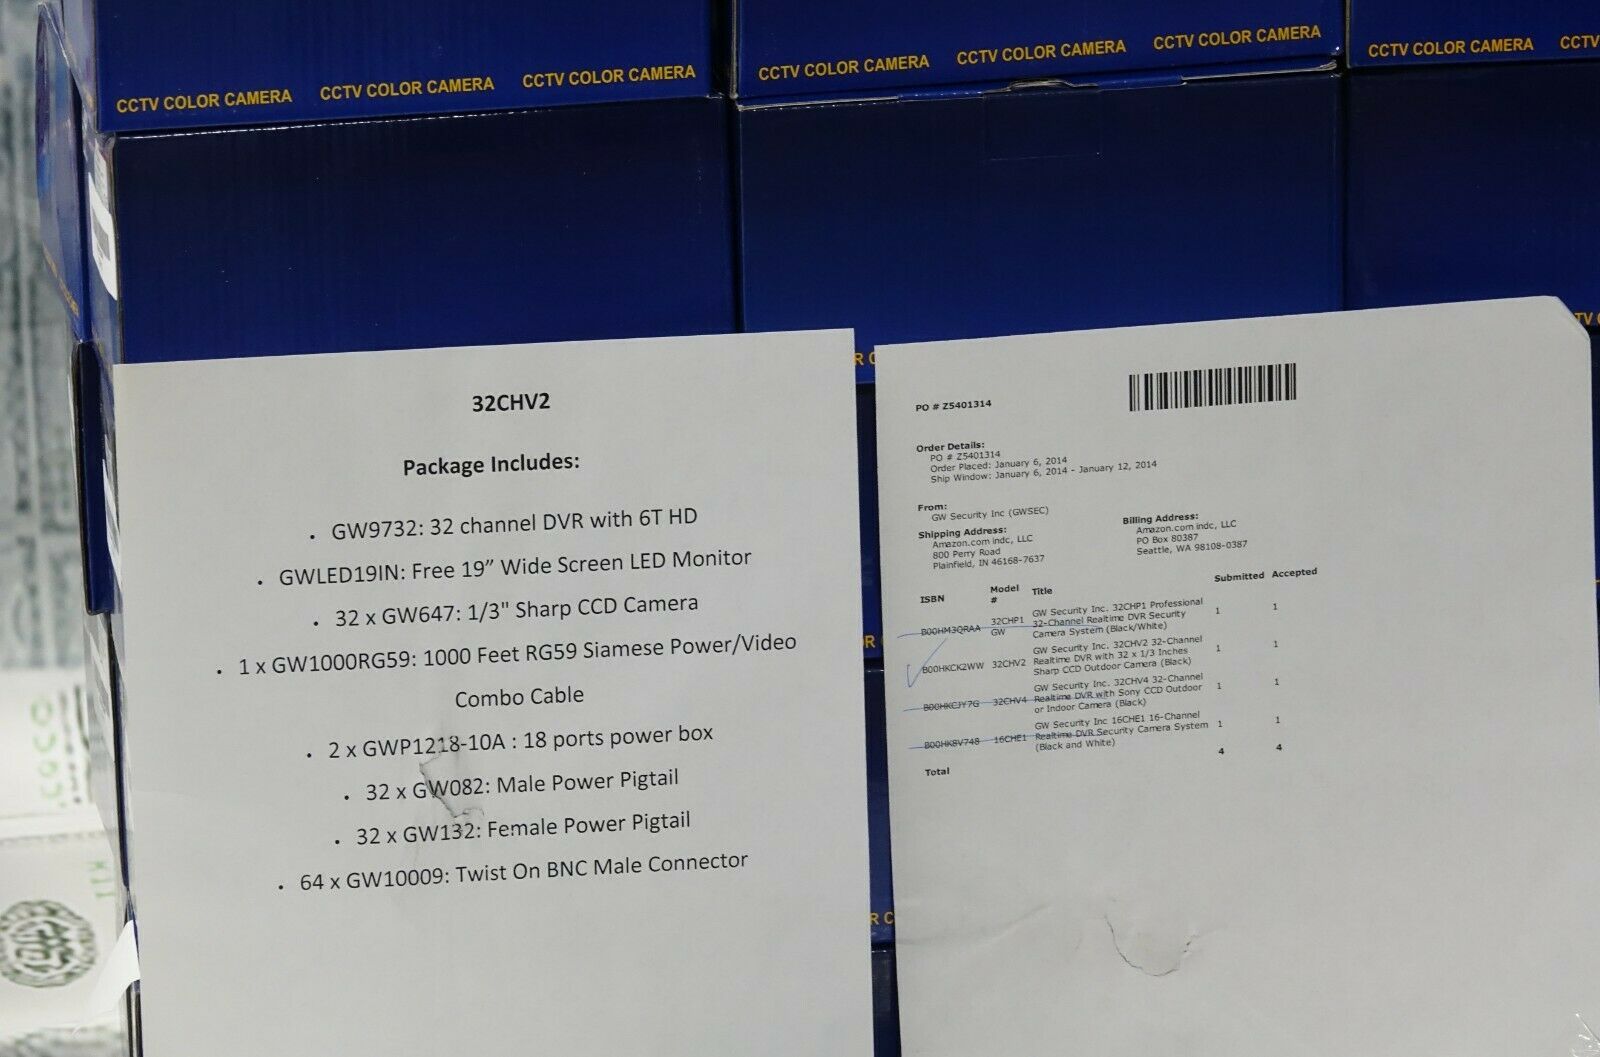 CCTV COLOR CAMERA CCTV COLOR CAMERA CCTV COLOR CAMERA
CCTV COLOR CAMERA CCTV COLOR CAMERA CCTV COLOR CAMERA
CCTV COLOR CAMERA CCTV
TV
R C
R
R C
32CHV2
Package Includes:
• GW9732: 32 channel DVR with 6T HD
• GWLED19IN: Free 19” Wide Screen LED Monitor
• 32 x GW647: 1/3" Sharp CCD Camera
• 1 x GW1000RG59: 1000 Feet RG59 Siamese Power/Video
Combo Cable
• 2 x GWP1218-10A : 18 ports power box
• 32 x GW082: Male Power Pigtail
• 32 x GW132: Female Power Pigtail
• 64 x GW10009: Twist On BNC Male Connector
PO # Z5401314
Order Details:
PO # Z5401314
Order Placed: January 6, 2014
Ship Window: January 6, 2014 - January 12, 2014
From:
GW Security Inc (GWSEC)
Shipping Address:
Amazon.com indc, LLC
800 Perry Road
Plainfield, IN 46168-7637
Billing Address:
Amazon.com indc, LLC
PO Box 80387
Seattle, WA 98108-0387
ISBN Model # Title Submitted Accepted
B00HM3QRAA 32CHP1 GW GW Security Inc. 32CHP1 Professional 1 1
32-Channel Realtime DVR Security
Camera System (Black/White)
B00HKCK2WW 32CHV2 GW Security Inc. 32CHV2 32-Channel 1 1
Realtime DVR with 32 x 1/3 Inches
Sharp CCD Outdoor Camera (Black)
B00HKCJY7G 32CHV4 GW Security Inc. 32CHV4 32-Channel 1 1
Realtime DVR with Sony CCD Outdoor
or Indoor Camera (Black)
B00HK8V748 16CHE1 GW Security Inc 16CHE1 16-Channel 1 1
Realtime DVR Security Camera System
(Black and White)
Total 4 4